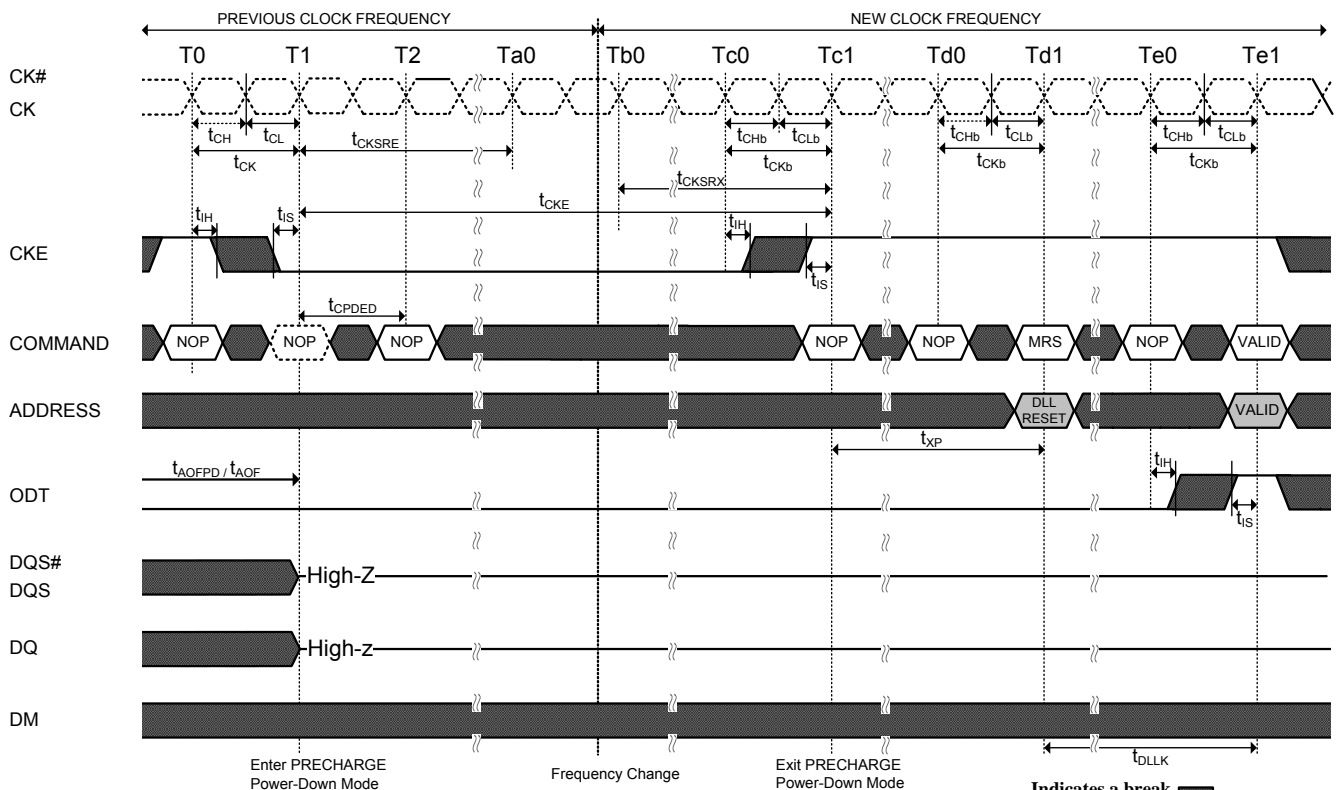 PREVIOUS CLOCK FREQUENCY NEW CLOCK FREQUENCY
T0 T1 T2 Ta0 Tb0 Tc0 Tc1 Td0 Td1 Te0 Te1
CK#
CK
tCH tCL tCHb tCLb tCHb tCLb tCHb tCLb
tCK tCKSRE tCKb tCKb tCKb
tCKSRX
tCKE
tIH tIS tIH
CKE
tIS
tCPDED
COMMAND NOP NOP NOP NOP NOP MRS NOP VALID
ADDRESS DLL RESET VALID
tXP
tAOFPD / tAOF tIH
ODT
tIS
DQS#
DQS High-Z
DQ High-z
DM
tDLLK
Enter PRECHARGE
Power-Down Mode
Frequency Change
Exit PRECHARGE
Power-Down Mode
Indicates a break